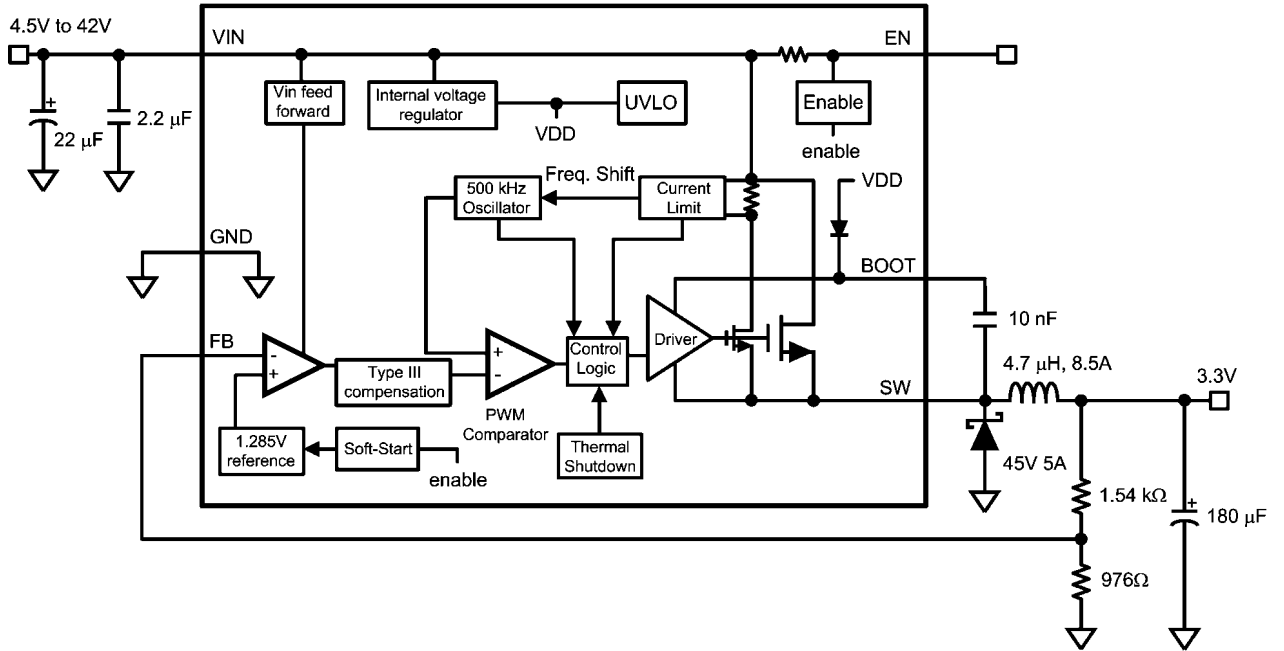 4.5V to 42V
VIN
EN
Vin feed
forward
Internal voltage
regulator
UVLO
VDD
Enable
enable
2.2 µF
22 µF
500 kHz
Oscillator
Freq. Shift
Current
Limit
VDD
GND
BOOT
10 nF
FB
-
+
Type III
compensation
+
-
PWM
Comparator
Control
Logic
Driver
SW
4.7 µH, 8.5A
3.3V
1.285V
reference
Soft-Start
enable
Thermal
Shutdown
45V 5A
1.54 kΩ
+
180 µF
976Ω
+